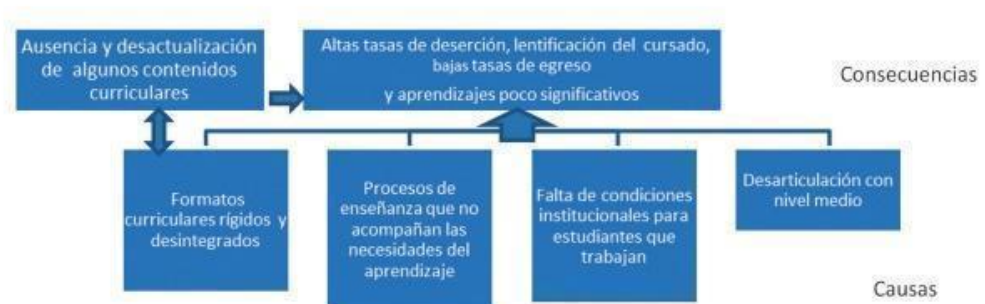 Ausencia y desactualización
de algunos contenidos
curriculares
Altas tasas de deserción, lentificación del cursado,
bajas tasas de egreso
y aprendizajes poco significativos
Consecuencias
Formatos
curriculares rígidos y
desintegrados
Procesos de
enseñanza que no
acompañan las
necesidades del
aprendizaje
Falta de condiciones
institucionales para
estudiantes que
trabajan
Desarticulación con
nivel medio
Causas